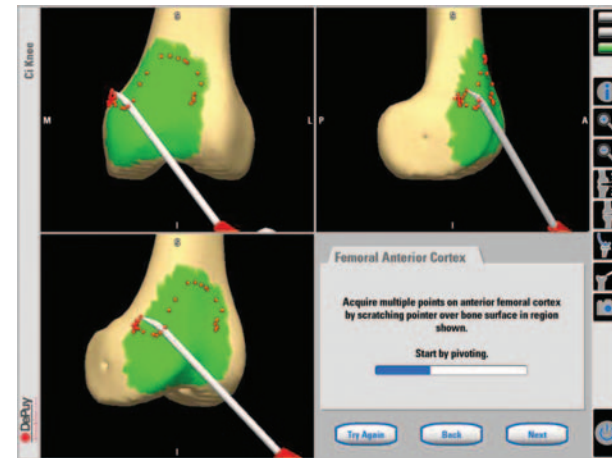 Ci Knee
S
M
L
I
S
P
A
I
S
I
Femoral Anterior Cortex
Acquire multiple points on anterior femoral cortex
by scratching pointer over bone surface in region
shown.
Start by pivoting.
Try Again
Back
Next
DePuy